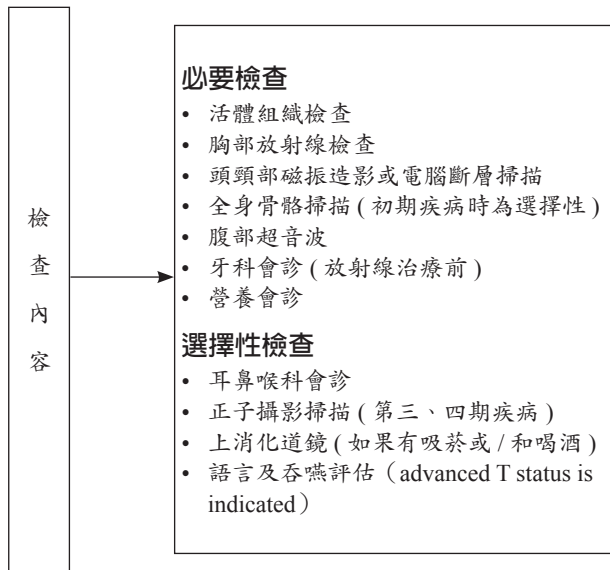 檢查內容
必要檢查
• 活體組織檢查
• 胸部放射線檢查
• 頭頸部磁振造影或電腦斷層掃描
• 全身骨骼掃描 ( 初期疾病時為選擇性 )
• 腹部超音波
• 牙科會診 ( 放射線治療前 )
• 營養會診
選擇性檢查
• 耳鼻喉科會診
• 正子攝影掃描 ( 第三、四期疾病 )
• 上消化道鏡 ( 如果有吸菸或 / 和喝酒 )
• 語言及吞嚥評估（advanced T status is
indicated）